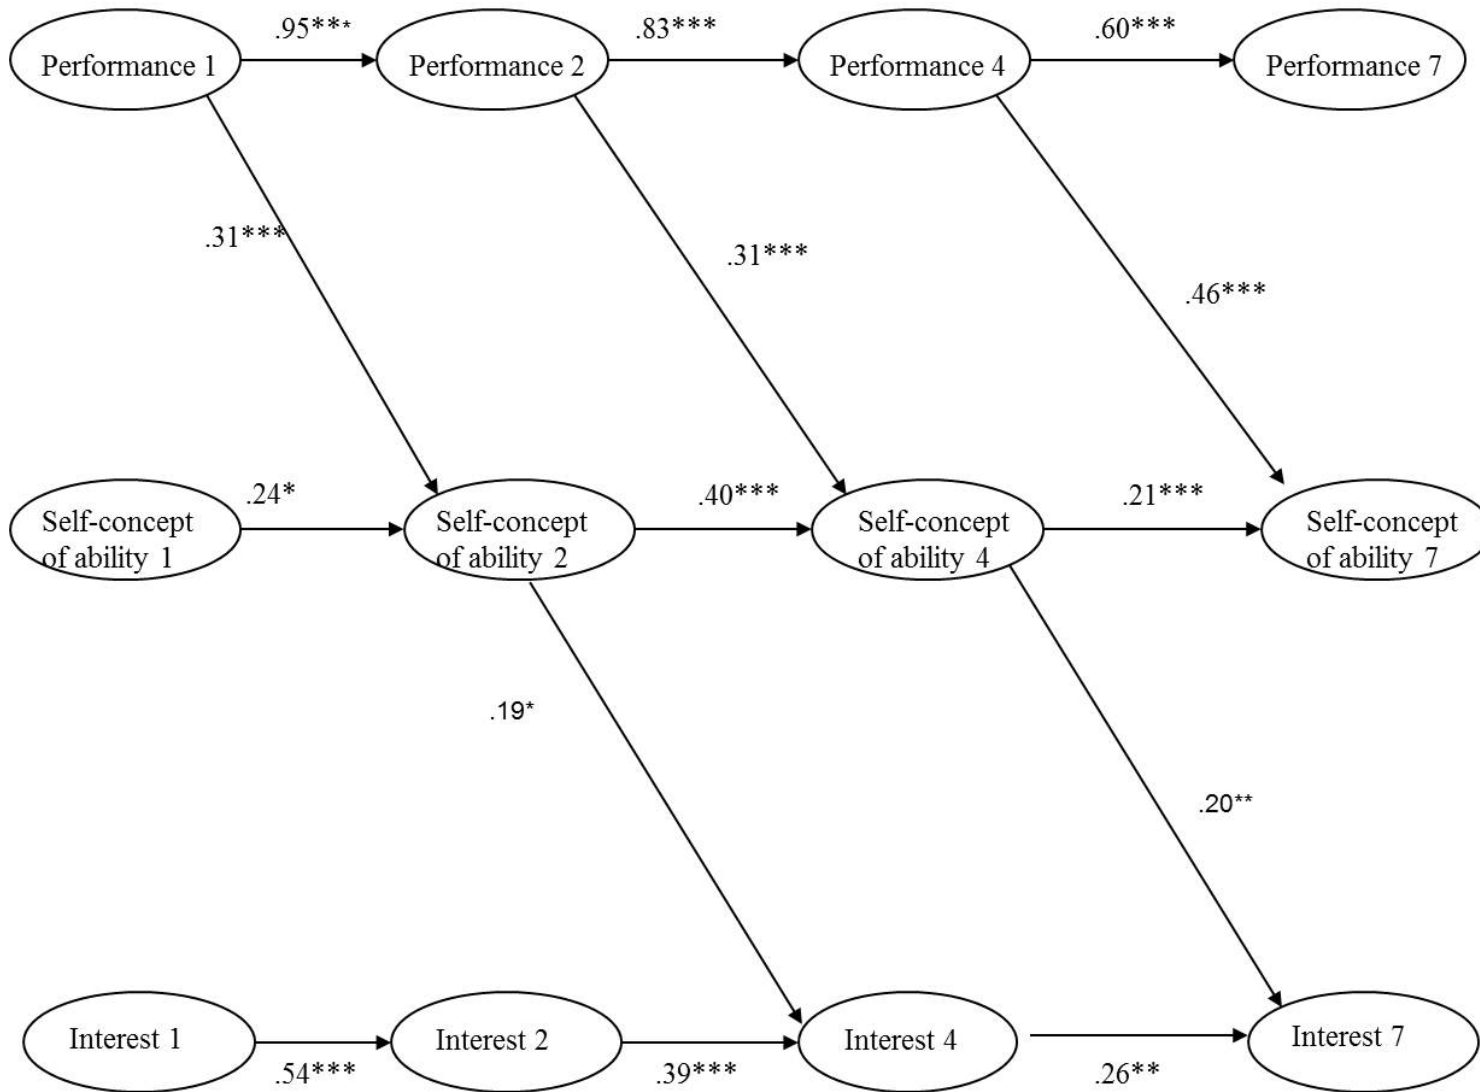 .95***
.83***
.60***
Performance 1
Performance 2
Performance 4
Performance 7
.31***
.31***
.46***
.24*
.40***
.21***
Self-concept
of ability 1
Self-concept
of ability 2
Self-concept
of ability 4
Self-concept
of ability 7
.19*
.20**
Interest 1
Interest 2
Interest 4
Interest 7
.54***
.39***
.26**